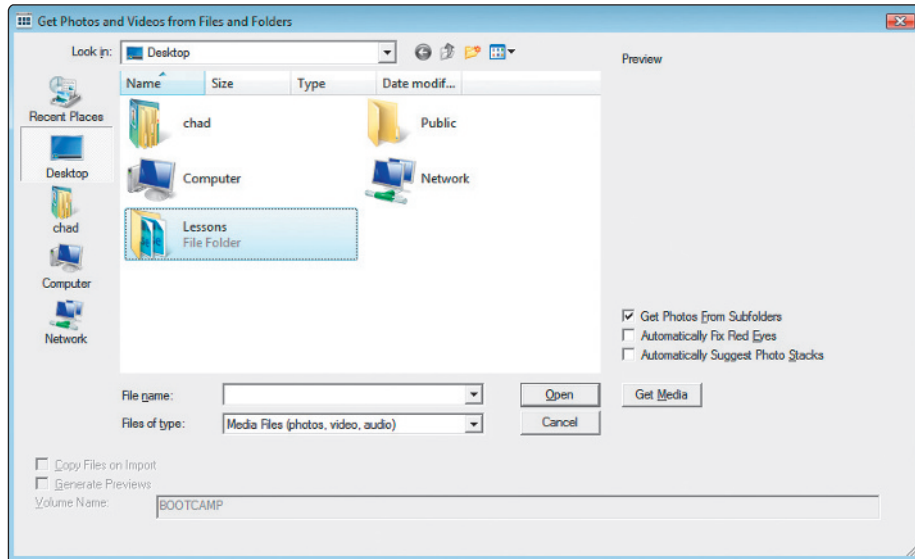 Get Photos and Videos from Files and Folders
Look in: Desktop
Preview
Name Size Type Date modif...
Recent Places
Desktop
chad
Computer
Network
chad
Public
Computer
Network
Lessons
File Folder
Get Photos From Subfolders
Automatically Fix Red Eyes
Automatically Suggest Photo Stacks
File name:
Open
Get Media
Files of type: Media Files (photos, video, audio)
Cancel
Copy Files on Import
Generate Previews
Volume Name: BOOTCAMP